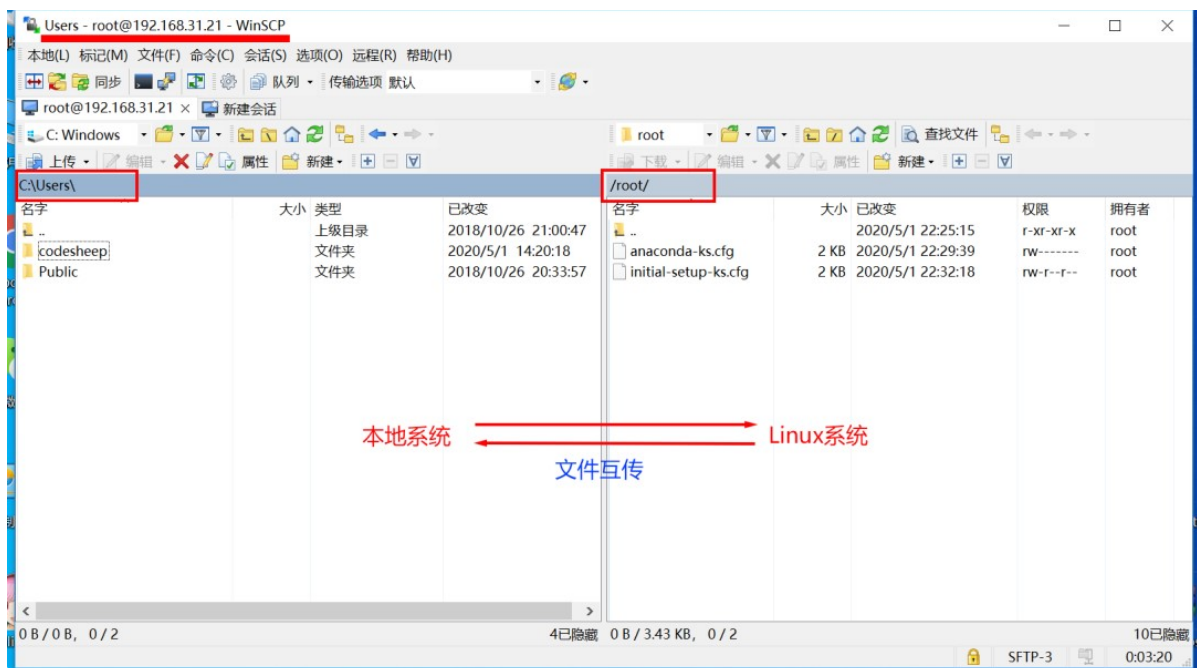 Users - root@192.168.31.21 - WinSCP
本地(L) 标记(M) 文件(F) 命令(C) 会话(S) 选项(O) 远程(R) 帮助(H)
同步 队列 传输选项 默认
root@192.168.31.21 × 新建会话
C: Windows root 查找文件
上传 编辑 属性 新建 下载 编辑 属性 新建
C:\Users\ /root/
名字 大小 类型 已改变 名字 大小 已改变 权限 拥有者
.. 上级目录 2018/10/26 21:00:47 .. 2020/5/1 22:25:15 r-xr-xr-x root
codesheep 文件夹 2020/5/1 14:20:18 anaconda-ks.cfg 2 KB 2020/5/1 22:29:39 rw------- root
Public 文件夹 2018/10/26 20:33:57 initial-setup-ks.cfg 2 KB 2020/5/1 22:32:18 rw-r--r-- root
本地系统 Linux系统
文件互传
0 B / 0 B, 0 / 2 4已隐藏 0 B / 3.43 KB, 0 / 2 10已隐藏
SFTP-3 0:03:20